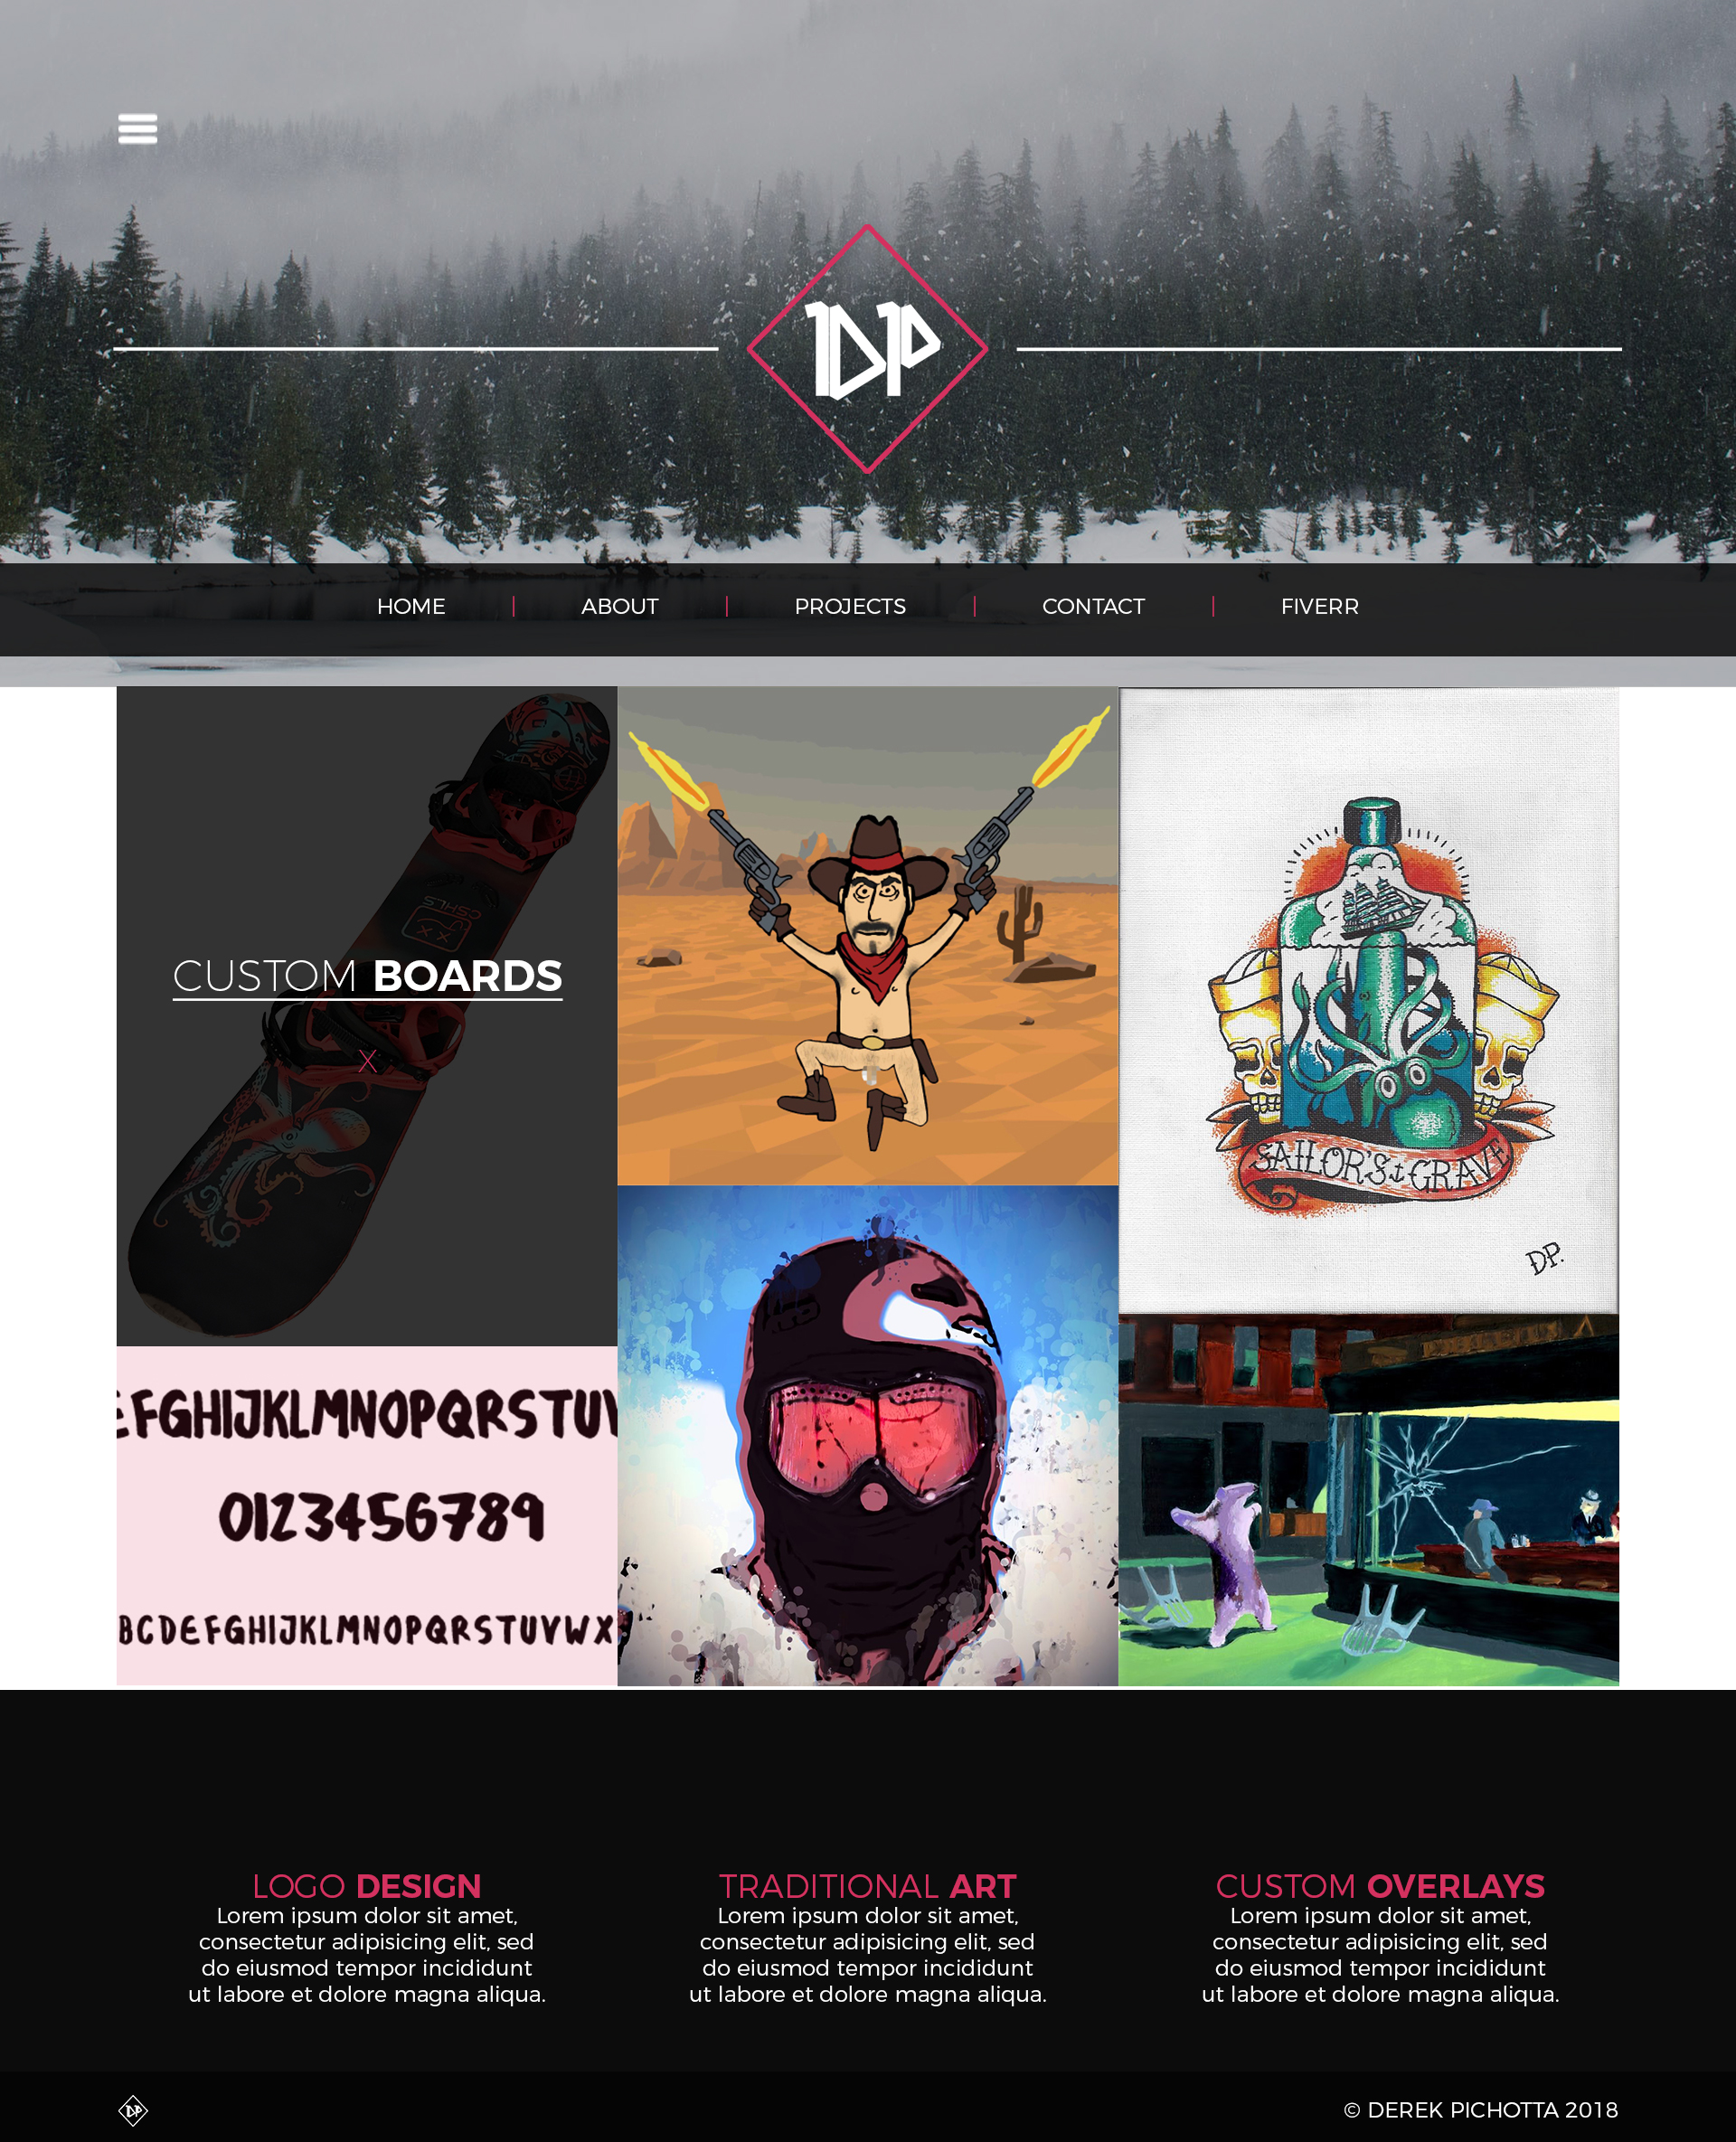 DP
HOME | ABOUT | PROJECTS | CONTACT | FIVERR
CUSTOM BOARDS
X
SAILOR'S GRAVE
DP.
EFGHIJKLMNOPQRSTUV
0123456789
BCDEFGHIJKLMNOPQRSTUVWX
LOGO DESIGN
Lorem ipsum dolor sit amet,
consectetur adipisicing elit, sed
do eiusmod tempor incididunt
ut labore et dolore magna aliqua.
TRADITIONAL ART
Lorem ipsum dolor sit amet,
consectetur adipisicing elit, sed
do eiusmod tempor incididunt
ut labore et dolore magna aliqua.
CUSTOM OVERLAYS
Lorem ipsum dolor sit amet,
consectetur adipisicing elit, sed
do eiusmod tempor incididunt
ut labore et dolore magna aliqua.
DP
© DEREK PICHOTTA 2018